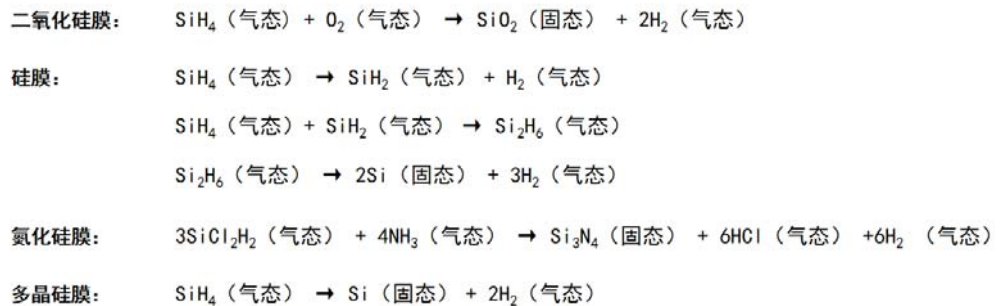 二氧化硅膜： SiH₄（气态）+ O₂（气态） → SiO₂（固态） + 2H₂（气态）
硅膜： SiH₄（气态） → SiH₂（气态）+ H₂（气态）
SiH₄（气态）+ SiH₂（气态） → Si₂H₆（气态）
Si₂H₆（气态） → 2Si（固态） + 3H₂（气态）
氮化硅膜： 3SiCl₂H₂（气态） + 4NH₃（气态） → Si₃N₄（固态）+ 6HCl（气态） +6H₂ （气态）
多晶硅膜： SiH₄（气态） → Si（固态）+ 2H₂（气态）